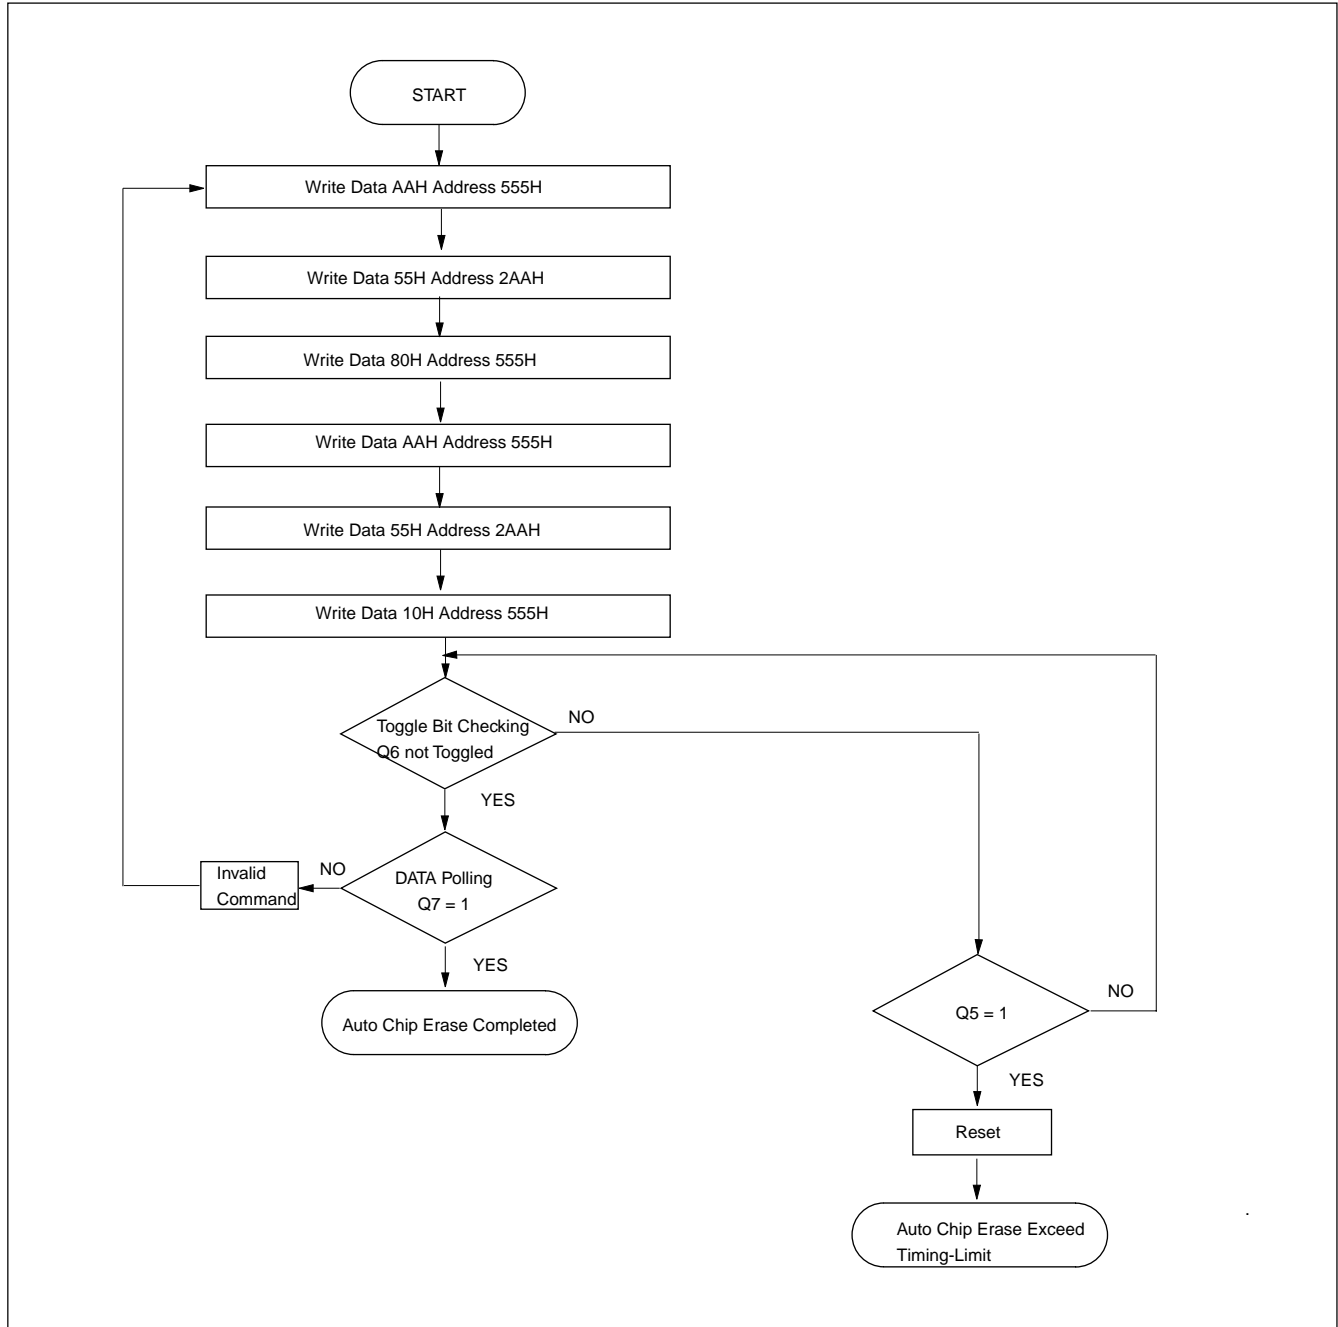 START
Write Data AAH Address 555H
Write Data 55H Address 2AAH
Write Data 80H Address 555H
Write Data AAH Address 555H
Write Data 55H Address 2AAH
Write Data 10H Address 555H
Toggle Bit Checking
Q6 not Toggled
NO
YES
Invalid
Command
NO
DATA Polling
Q7 = 1
YES
Auto Chip Erase Completed
Q5 = 1
NO
YES
Reset
Auto Chip Erase Exceed
Timing-Limit
.